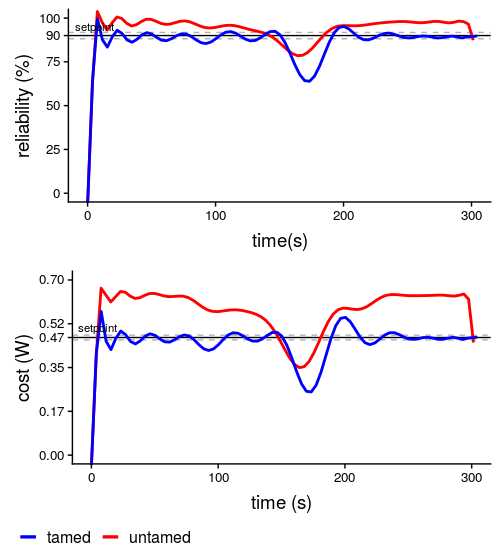 reliability (%)
100
90
75
50
25
0
setpoint
0 100 200 300
time(s)
cost (W)
0.70
0.52
0.47
0.35
0.17
0.00
setpoint
0 100 200 300
time (s)
tamed untamed